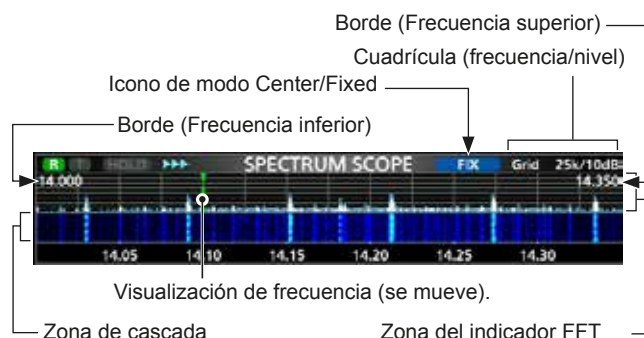 Borde (Frecuencia superior)
Cuadrícula (frecuencia/nivel)
Icono de modo Center/Fixed
Borde (Frecuencia inferior)
R T HOLD SPECTRUM SCOPE FIX Grid 25k/10dB
14.000 14.350
14.05 14.10 14.15 14.20 14.25 14.30
Visualización de frecuencia (se mueve).
Zona de cascada Zona del indicador FFT